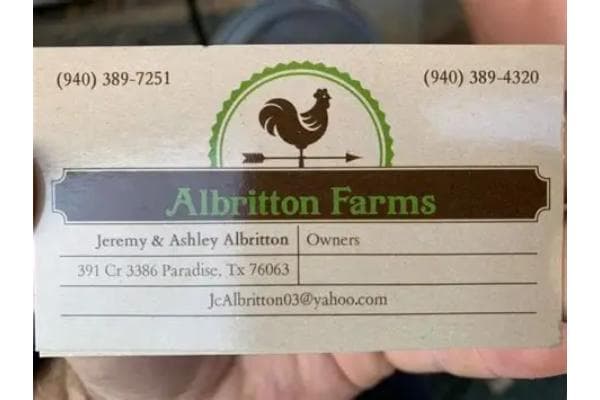 (940) 389-7251 (940) 389-4320
Albritton Farms
Jeremy & Ashley Albritton Owners
391 Cr 3386 Paradise, Tx 76063
JcAlbritton03@yahoo.com